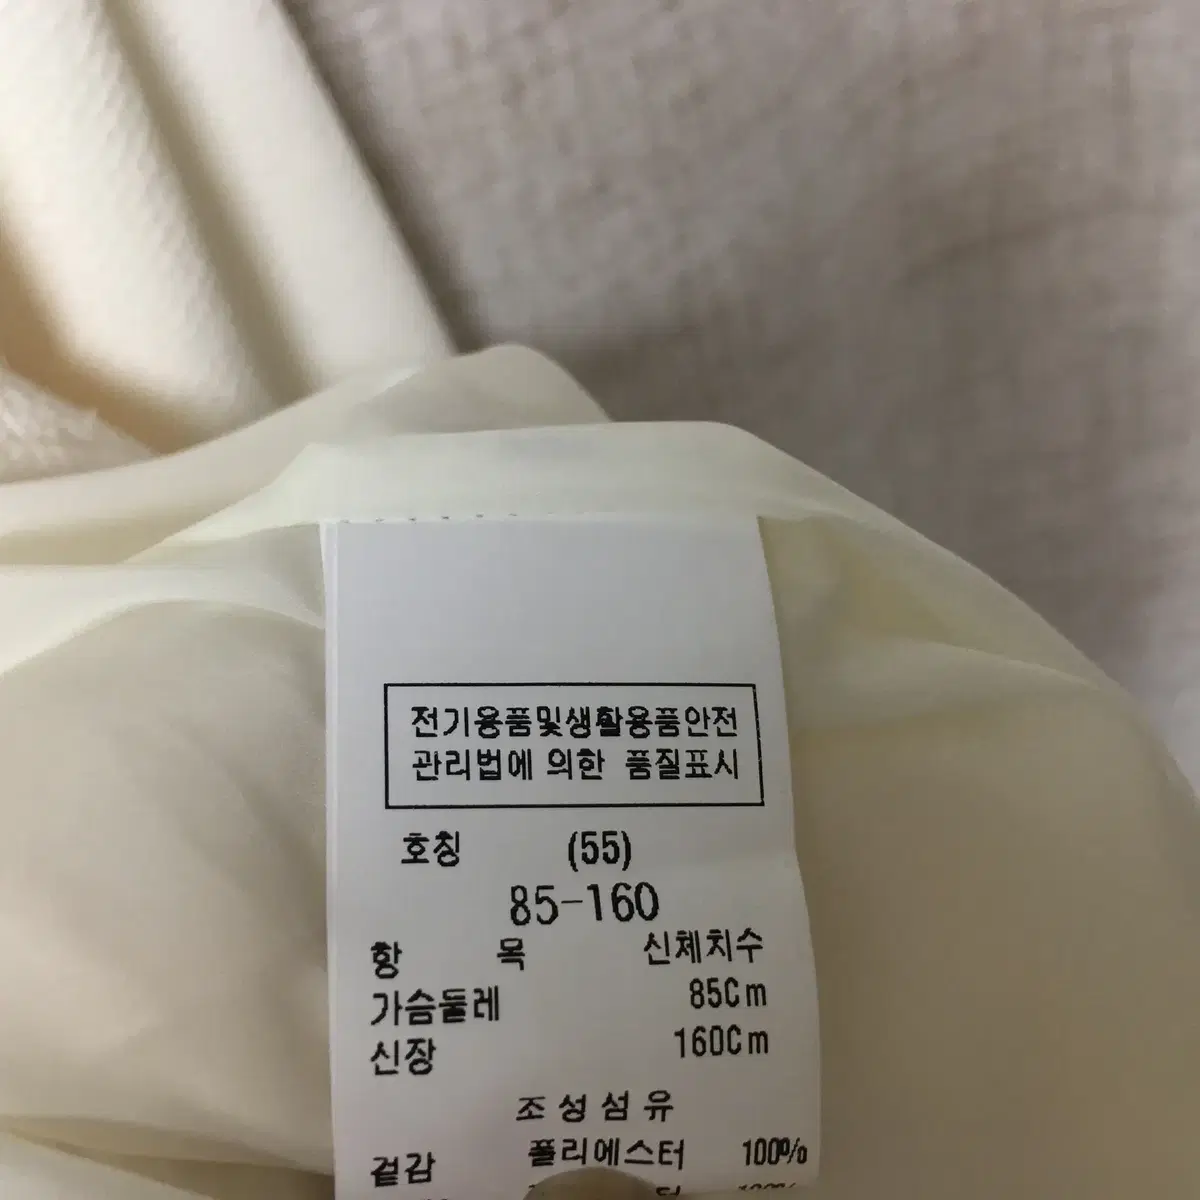 전기용품및생활용품안전
관리법에 의한 품질표시
호칭 (55)
85-160
항 목 신체치수
가슴둘레 85Cm
신장 160Cm
조성섬유
겉감 폴리에스터 100%